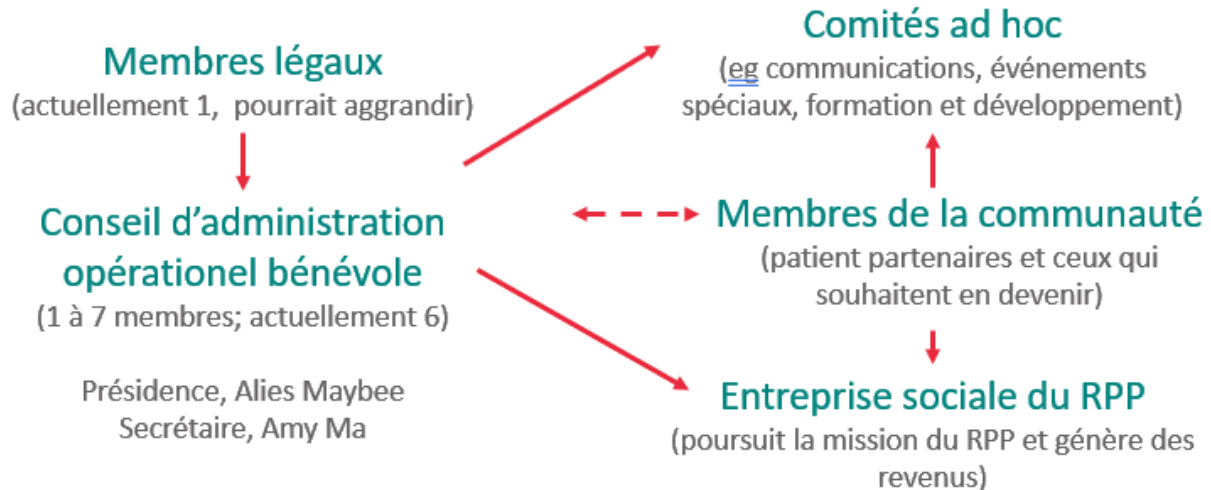 Membres légaux
(actuellement 1,  pourrait aggrandir)
Conseil d’administration
opérationel bénévole
(1 à 7 membres; actuellement 6)
Présidence, Alies Maybee
Secrétaire, Amy Ma
Comités ad hoc
(eg communications, événements
spéciaux, formation et développement)
Membres de la communauté
(patient partenaires et ceux qui
souhaitent en devenir)
Entreprise sociale du RPP
(poursuit la mission du RPP et génère des
revenus)